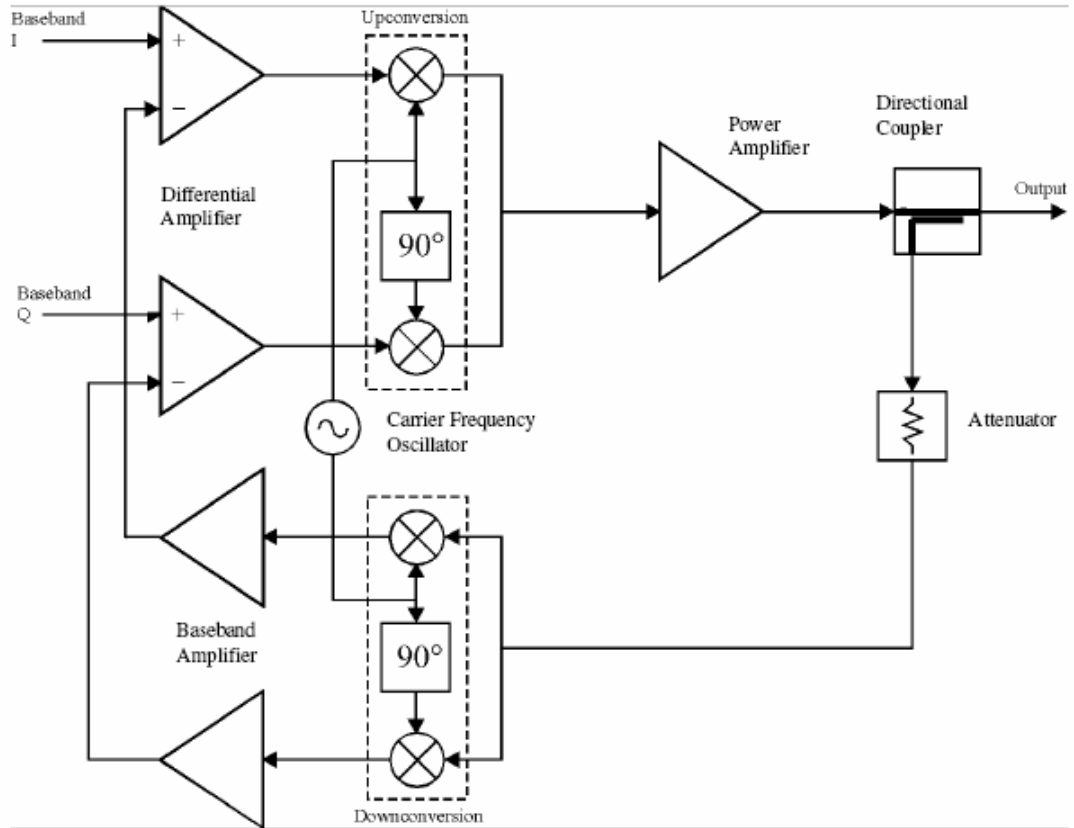 Baseband
I
Upconversion
+
−
Differential
Amplifier
90°
Power
Amplifier
Directional
Coupler
Output
Baseband
Q
+
−
Carrier Frequency
Oscillator
Attenuator
Baseband
Amplifier
90°
Downconversion